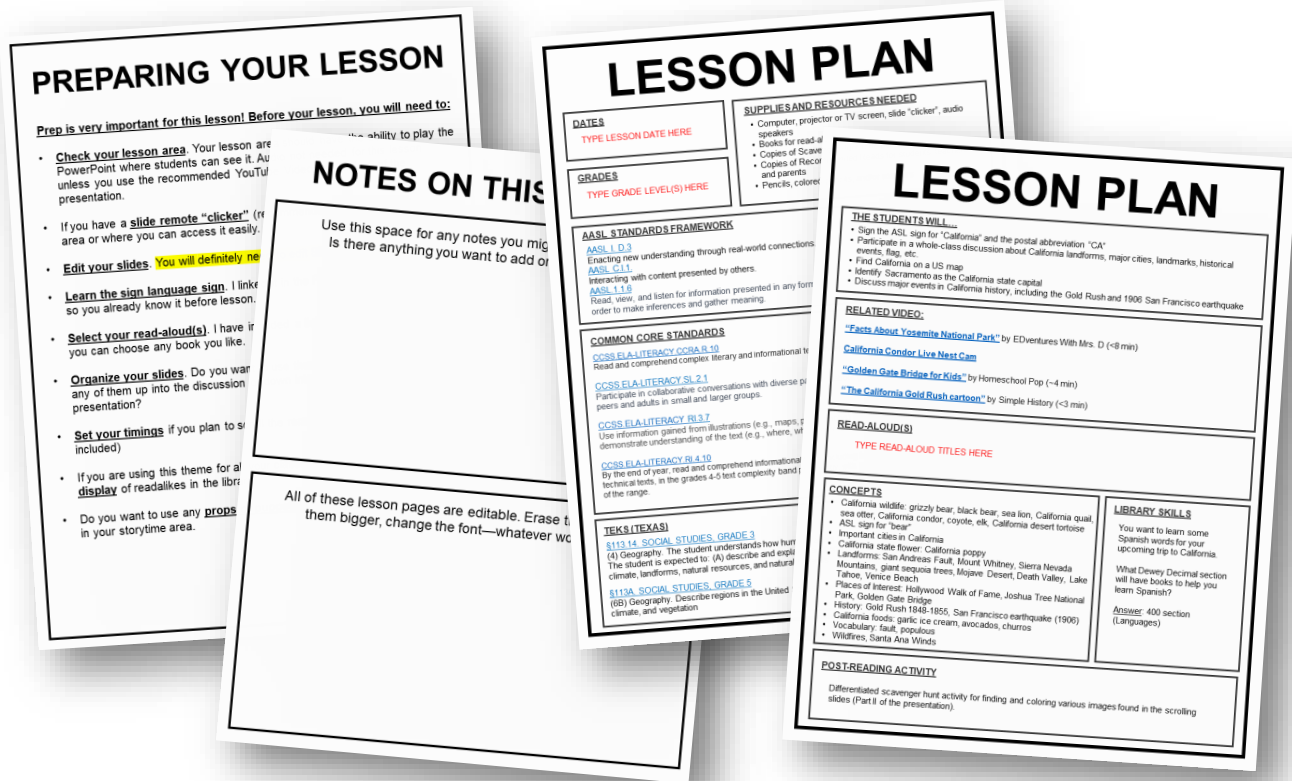 PREPARING YOUR LESSON
Prep is very important for this lesson! Before your lesson, you will need to:
• Check your lesson area. Your lesson are
ability to play the
PowerPoint where students can see it. Au
unless you use the recommended YouTu
presentation.
• If you have a slide remote “clicker” (re
area or where you can access it easily.
• Edit your slides. You will definitely ne
• Learn the sign language sign. I linke
so you already know it before lesson.
• Select your read-aloud(s). I have in
you can choose any book you like.
• Organize your slides. Do you wan
any of them up into the discussion
presentation?
• Set your timings if you plan to s
included)
If you are using this theme for al
display of readalikes in the libra
• Do you want to use any props
in your storytime area.
NOTES ON THIS
Use this space for any notes you mig
Is there anything you want to add or
All of these lesson pages are editable. Erase t
them bigger, change the font—whatever wo
LESSON PLAN
DATES
TYPE LESSON DATE HERE
GRADES
TYPE GRADE LEVEL(S) HERE
SUPPLIES AND RESOURCES NEEDED
• Computer, projector or TV screen, slide “clicker”, audio
speakers
• Books for read-al
• Copies of Scave
• Copies of Recor
and parents
• Pencils, colored
AASL STANDARDS FRAMEWORK
AASL I. D.3
Enacting new understanding through real-world connections.
AASL C.I.1.
Interacting with content presented by others.
AASL 1.1.6
Read, view, and listen for information presented in any form
order to make inferences and gather meaning.
COMMON CORE STANDARDS
CCSS.ELA-LITERACY.CCRA.R.10
Read and comprehend complex literary and informational te
CCSS.ELA-LITERACY.SL.2.1
Participate in collaborative conversations with diverse pa
peers and adults in small and larger groups.
CCSS.ELA-LITERACY.RI.3.7
Use information gained from illustrations (e.g., maps, p
demonstrate understanding of the text (e.g., where, wh
CCSS.ELA-LITERACY.RI.4.10
By the end of year, read and comprehend informational
technical texts, in the grades 4-5 text complexity band p
of the range.
TEKS (TEXAS)
§113.14. SOCIAL STUDIES, GRADE 3
(4) Geography. The student understands how hum
The student is expected to: (A) describe and expla
climate, landforms, natural resources, and natural
§113A. SOCIAL STUDIES, GRADE 5
(6B) Geography. Describe regions in the United
climate, and vegetation
LESSON PLAN
THE STUDENTS WILL…
• Sign the ASL sign for “California” and the postal abbreviation “CA”
• Participate in a whole-class discussion about California landforms, major cities, landmarks, historical
events, flag, etc.
• Find California on a US map
• Identify Sacramento as the California state capital
• Discuss major events in California history, including the Gold Rush and 1906 San Francisco earthquake
RELATED VIDEO:
“Facts About Yosemite National Park” by EDventures With Mrs. D (<8 min)
California Condor Live Nest Cam
“Golden Gate Bridge for Kids” by Homeschool Pop (~4 min)
“The California Gold Rush cartoon” by Simple History (<3 min)
READ-ALOUD(S)
TYPE READ-ALOUD TITLES HERE
CONCEPTS
• California wildlife: grizzly bear, black bear, sea lion, California quail,
sea otter, California condor, coyote, elk, California desert tortoise
• ASL sign for “bear”
• Important cities in California
• California state flower: California poppy
• Landforms: San Andreas Fault, Mount Whitney, Sierra Nevada
Mountains, giant sequoia trees, Mojave Desert, Death Valley, Lake
Tahoe, Venice Beach
• Places of Interest: Hollywood Walk of Fame, Joshua Tree National
Park, Golden Gate Bridge
• History: Gold Rush 1848-1855, San Francisco earthquake (1906)
• California foods: garlic ice cream, avocados, churros
• Vocabulary: fault, populous
• Wildfires, Santa Ana Winds
LIBRARY SKILLS
You want to learn some
Spanish words for your
upcoming trip to California.
What Dewey Decimal section
will have books to help you
learn Spanish?
Answer: 400 section
(Languages)
POST-READING ACTIVITY
Differentiated scavenger hunt activity for finding and coloring various images found in the scrolling
slides (Part II of the presentation).